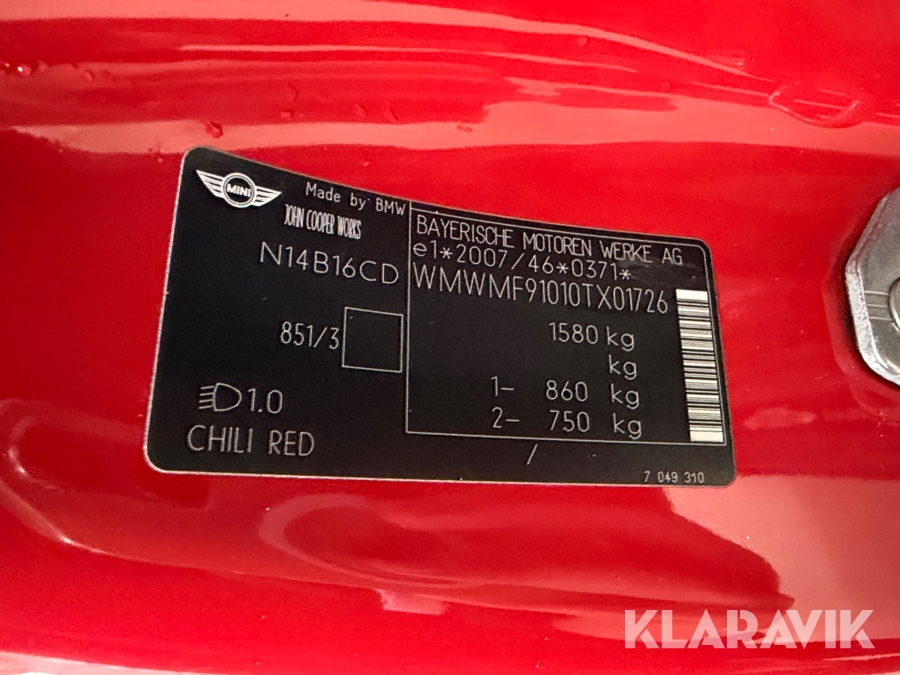 MINI
Made by BMW
JOHN COOPER WORKS
N14B16CD
851/3
1.0
CHILI RED
BAYERISCHE MOTOREN WERKE AG
e1*2007/46*0371*
WMWMF91010TX01726
1580 kg
kg
1- 860 kg
2- 750 kg
/
7 049 310
KLARAVIK